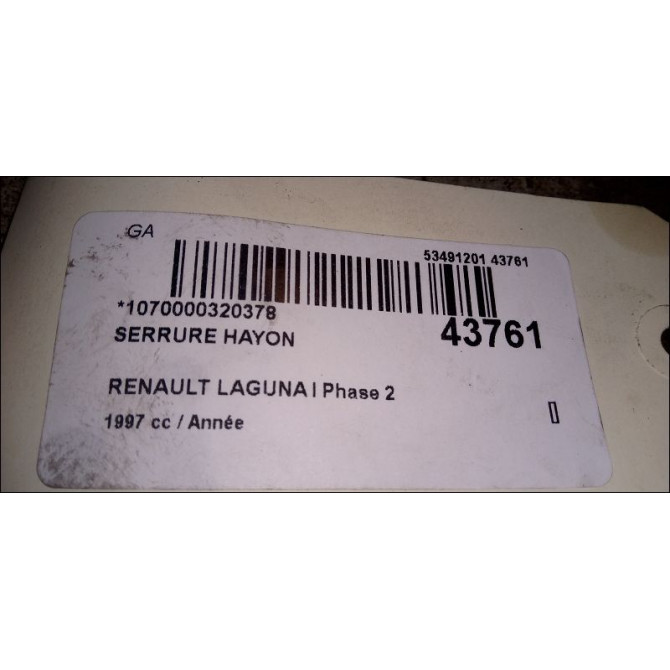 GA
53491201 43761
*1070000320378
43761
SERRURE HAYON
RENAULT LAGUNA I Phase 2
1997 cc / Année